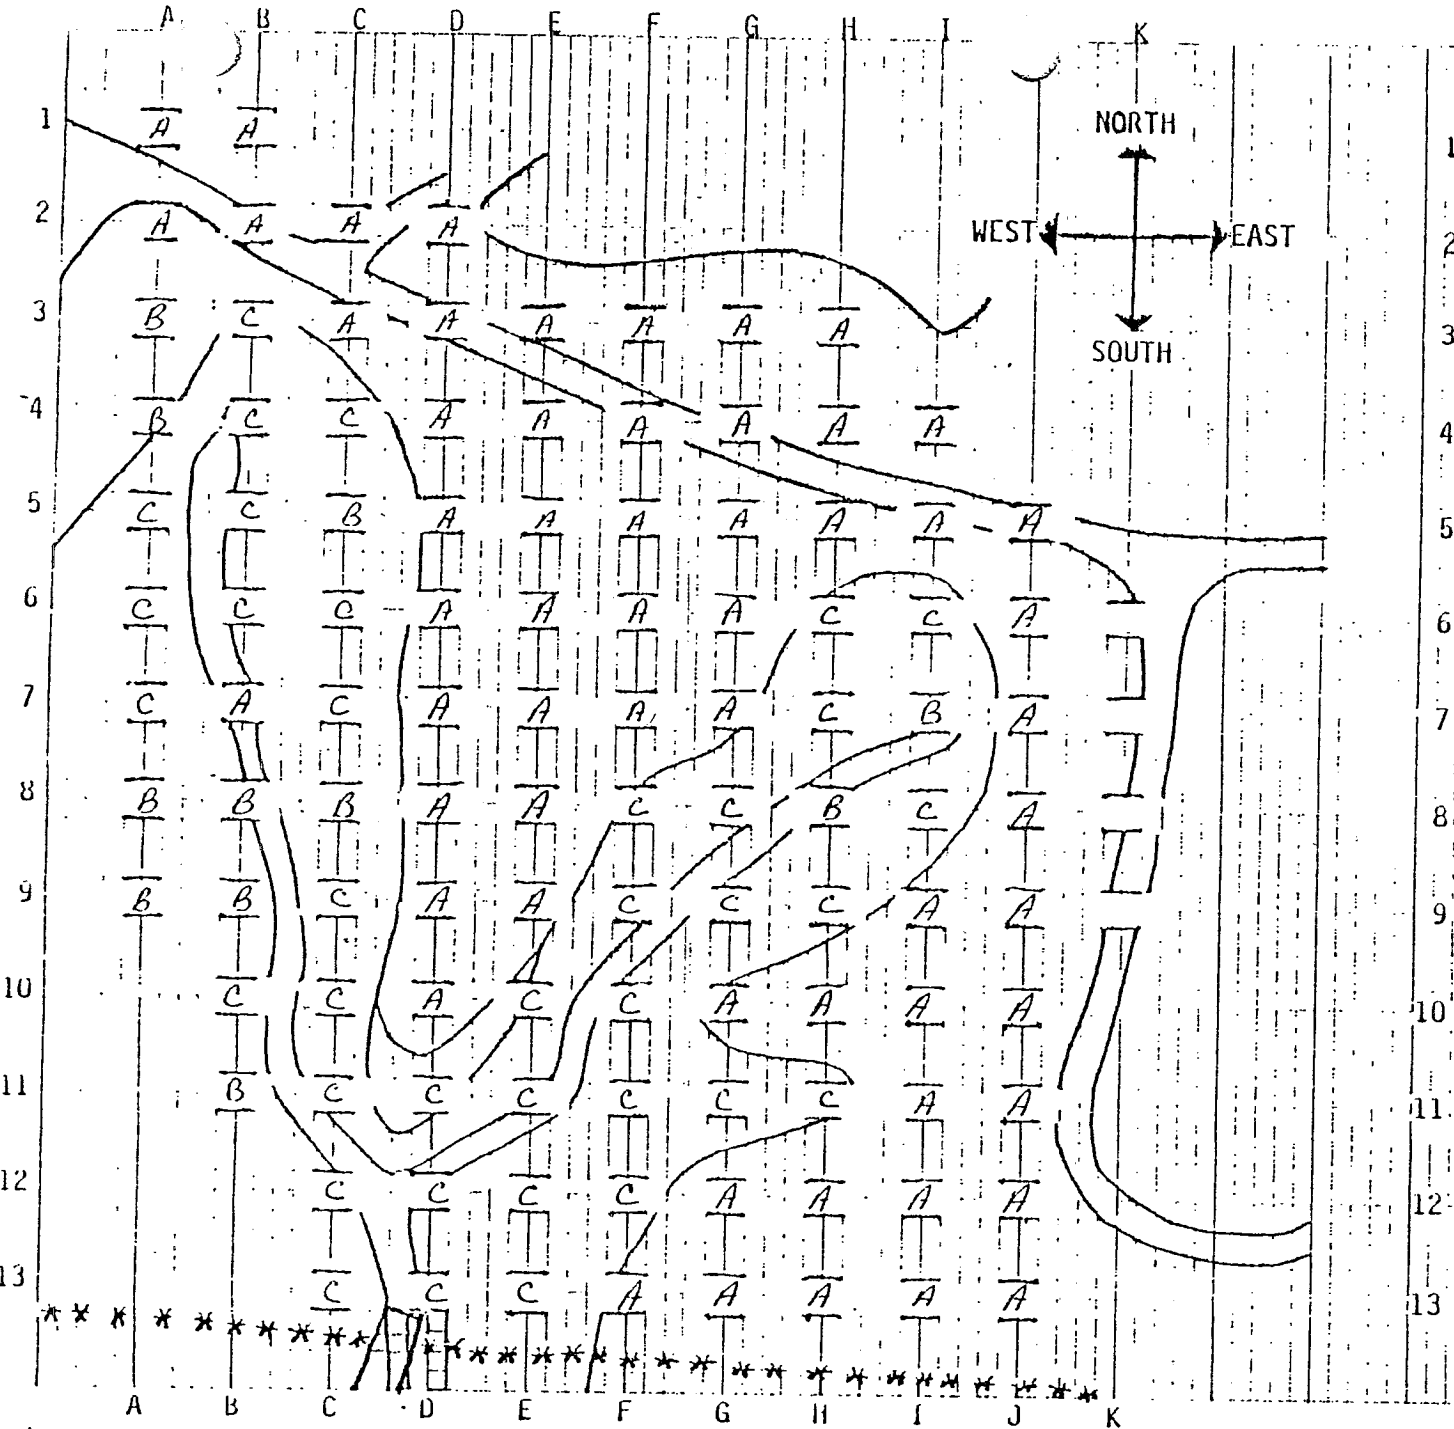 A B C D E F G H I K
NORTH
1 A A 1
2 A A A A WEST EAST 2
3 B C A A A A A A 3
SOUTH
4 B C C A A A A A A 4
5 C C B A A A A A A A 5
6 C C C A A A A C C A 6
7 C A C A A A A C B A 7
8 B B B A A C C B C A 8
9 B B C A A C C C A A 9
10 C C A C C A A A A 10
11 B C C C C C C A A 11
12 C C C C A A A A 12
13 C C C A A A A A 13
* * * * * * * * * * * * * * * * * * * * * * * * * * * * *
A B C D E F G H I J K